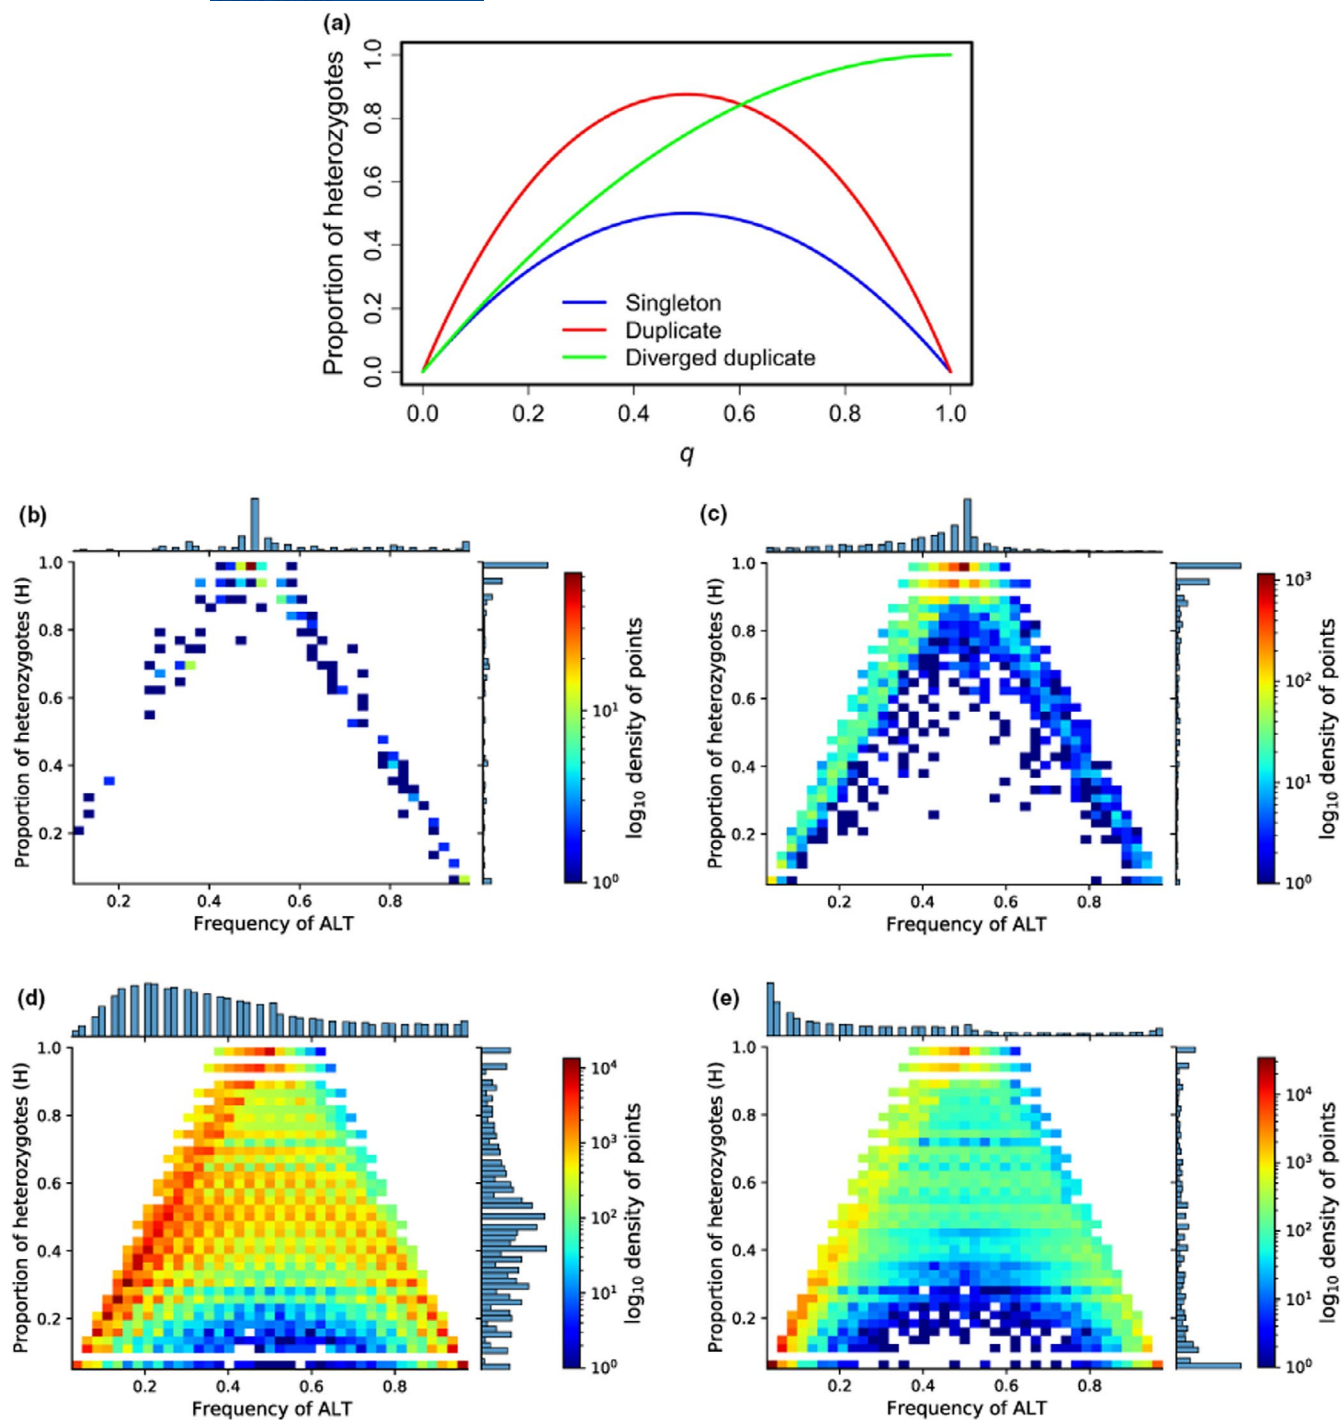 (a)
Proportion of heterozygotes
1.0
0.8
0.6
0.4
0.2
0.0
Singleton
Duplicate
Diverged duplicate
0.0 0.2 0.4 0.6 0.8 1.0
q
(b)
Proportion of heterozygotes (H)
1.0
0.8
0.6
0.4
0.2
0.2 0.4 0.6 0.8
Frequency of ALT
10¹
10⁰
log₁₀ density of points
(c)
Proportion of heterozygotes (H)
1.0
0.8
0.6
0.4
0.2
0.2 0.4 0.6 0.8
Frequency of ALT
10³
10²
10¹
10⁰
log₁₀ density of points
(d)
Proportion of heterozygotes (H)
1.0
0.8
0.6
0.4
0.2
0.2 0.4 0.6 0.8
Frequency of ALT
10⁴
10³
10²
10¹
10⁰
log₁₀ density of points
(e)
Proportion of heterozygotes (H)
1.0
0.8
0.6
0.4
0.2
0.2 0.4 0.6 0.8
Frequency of ALT
10⁴
10³
10²
10¹
10⁰
log₁₀ density of points